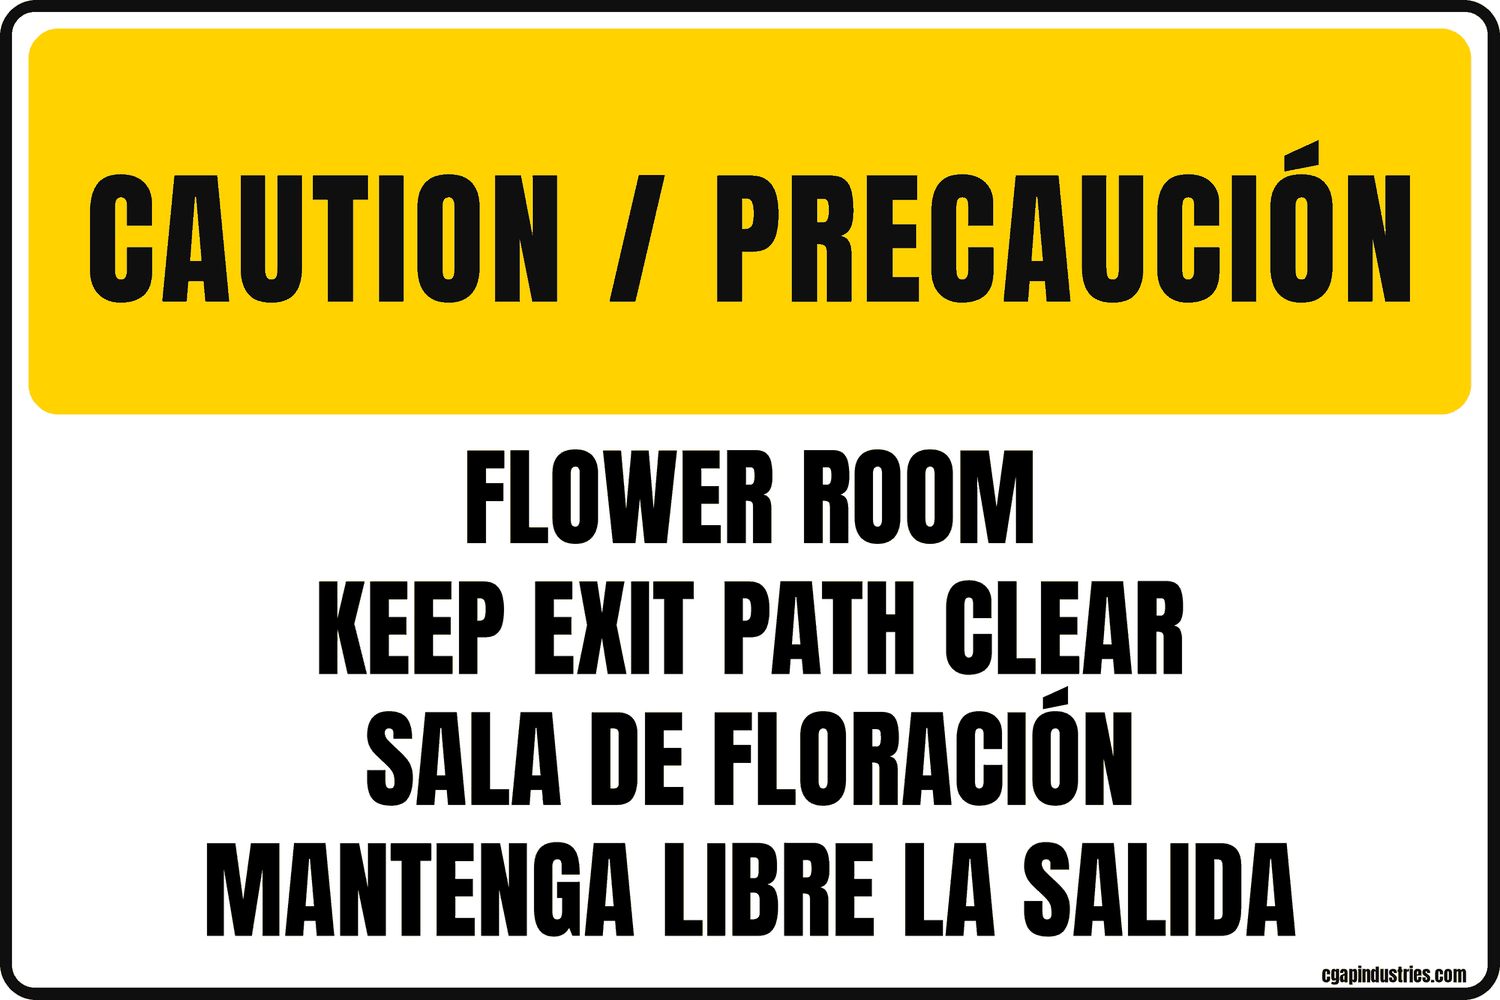 CAUTION / PRECAUCIÓN
FLOWER ROOM
KEEP EXIT PATH CLEAR
SALA DE FLORACIÓN
MANTENGA LIBRE LA SALIDA
cgapindustries.com